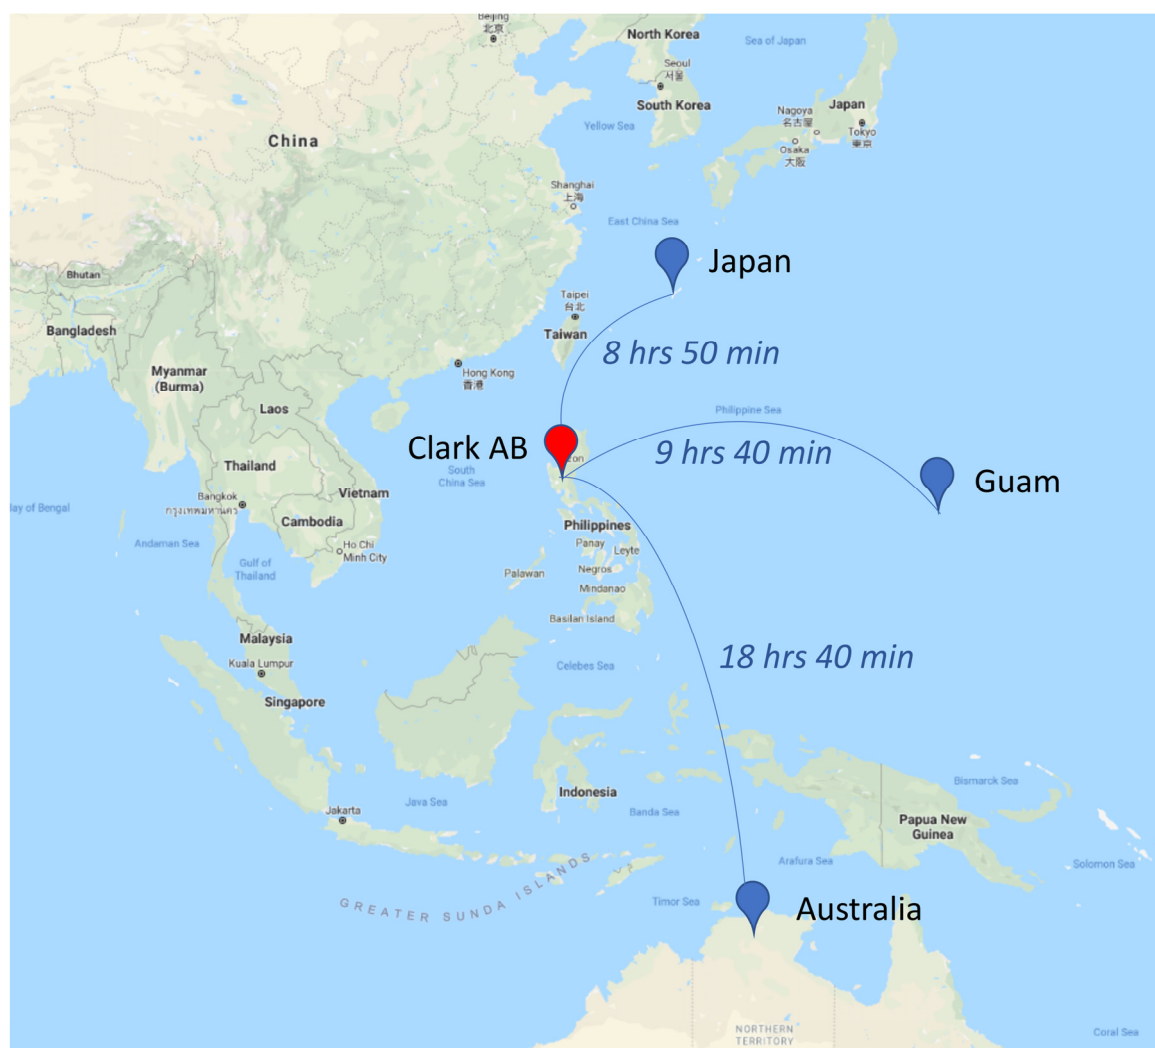 Beijing
北京
North Korea
Sea of Japan
Seoul
서울
South Korea
Nagoya
名古屋
Japan
Tokyo
東京
Osaka
大阪
Yellow Sea
China
Shanghai
上海
East China Sea
Japan
Bhutan
Bangladesh
Taipei
台北
Taiwan
8 hrs 50 min
Myanmar
(Burma)
Hong Kong
香港
Laos
Philippine Sea
Clark AB
9 hrs 40 min
Thailand
South
China Sea
Guam
Vietnam
Bangkok
กรุงเทพมหานคร
ay of Bengal
Cambodia
Philippines
Andaman Sea
Ho Chi
Minh City
Panay
Leyte
Gulf of
Thailand
Palawan
Negros
Mindanao
Basilan Island
Malaysia
Kuala Lumpur
Celebes Sea
18 hrs 40 min
Singapore
Indonesia
Bismarck Sea
Jakarta
Java Sea
Banda Sea
Papua New
Guinea
Arafura Sea
Solomon Sea
GREATER SUNDA ISLANDS
Timor Sea
Australia
NORTHERN
TERRITORY
Coral Sea